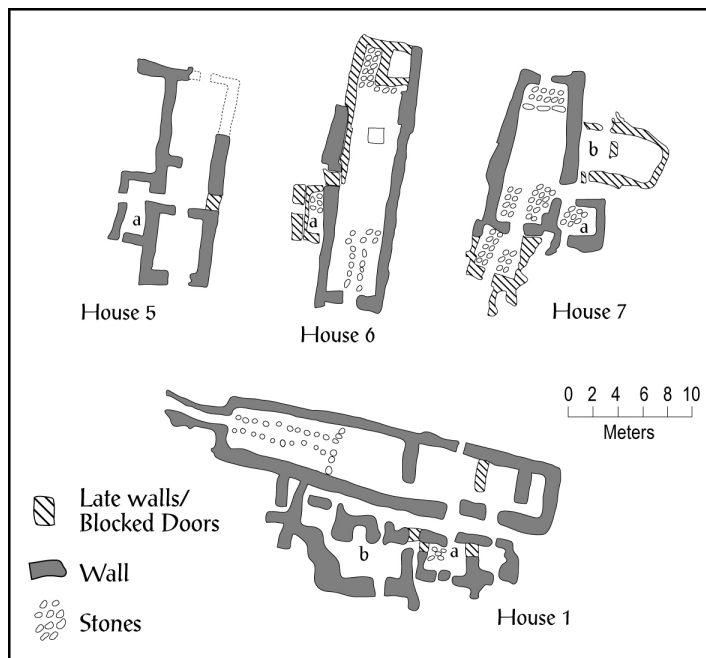 b
a
a
a
House 5
House 6
House 7
0 2 4 6 8 10
Meters
Late walls/
Blocked Doors
Wall
Stones
b
a
House 1